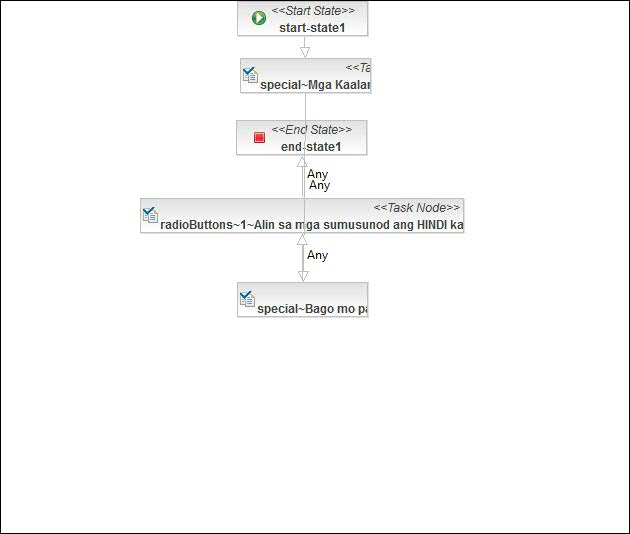 <<Start State>>
start-state1
<<Ta
special~Mga Kaalam
<<End State>>
end-state1
Any
Any
<<Task Node>>
radioButtons~1~Alin sa mga sumusunod ang HINDI ka
Any
special~Bago mo pa